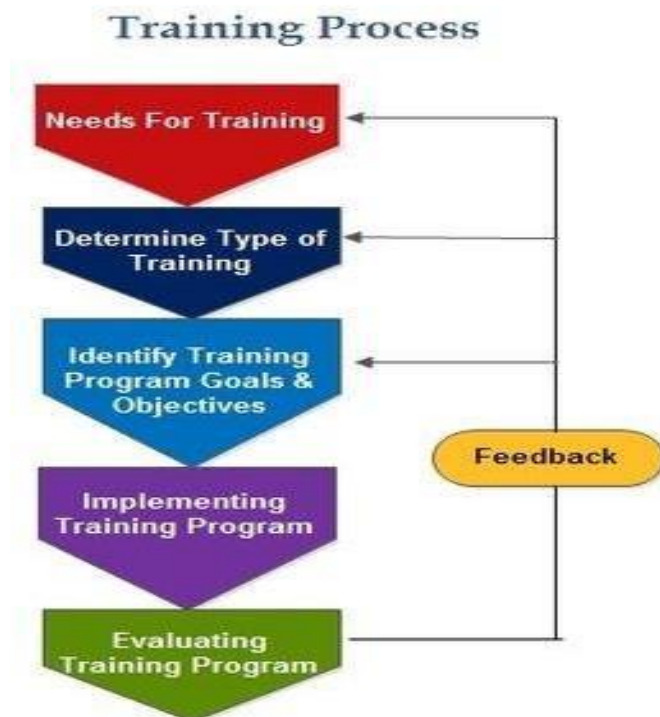 Training Process
Needs For Training
Determine Type of
Training
Identify Training
Program Goals &
Objectives
Feedback
Implementing
Training Program
Evaluating
Training Program